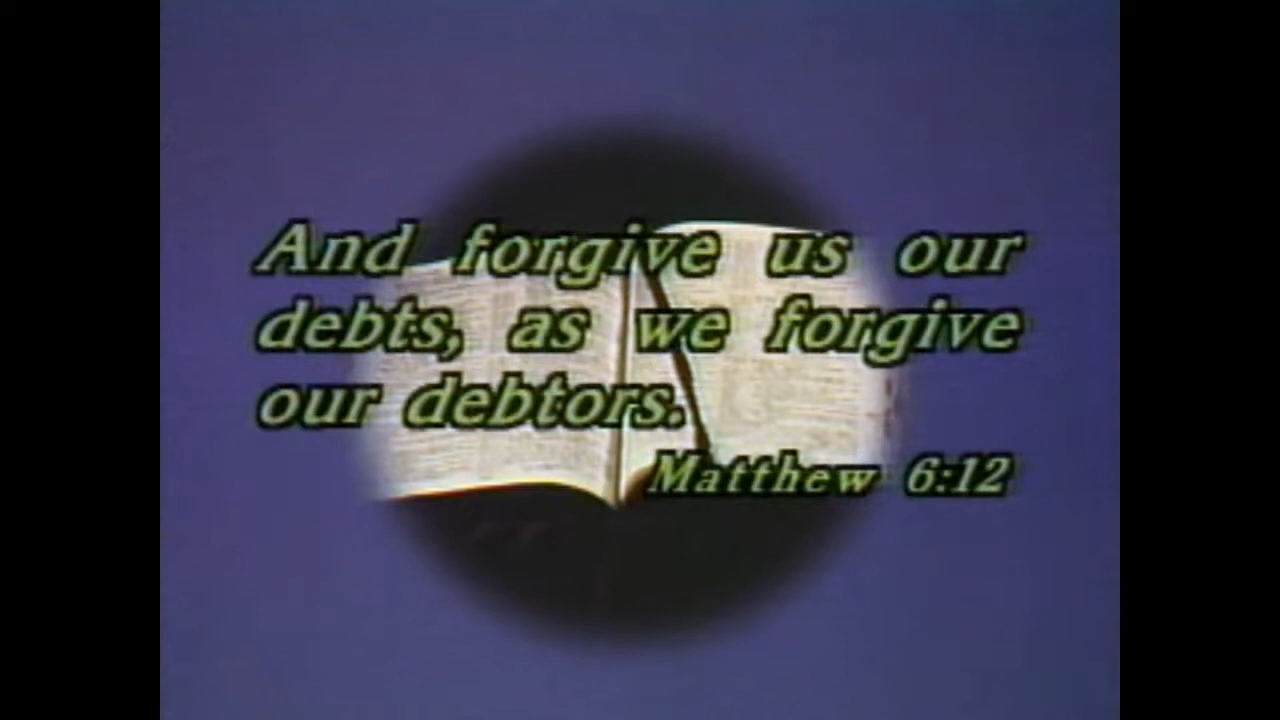 And forgive us our
debts, as we forgive
our debtors.
Matthew 6:12